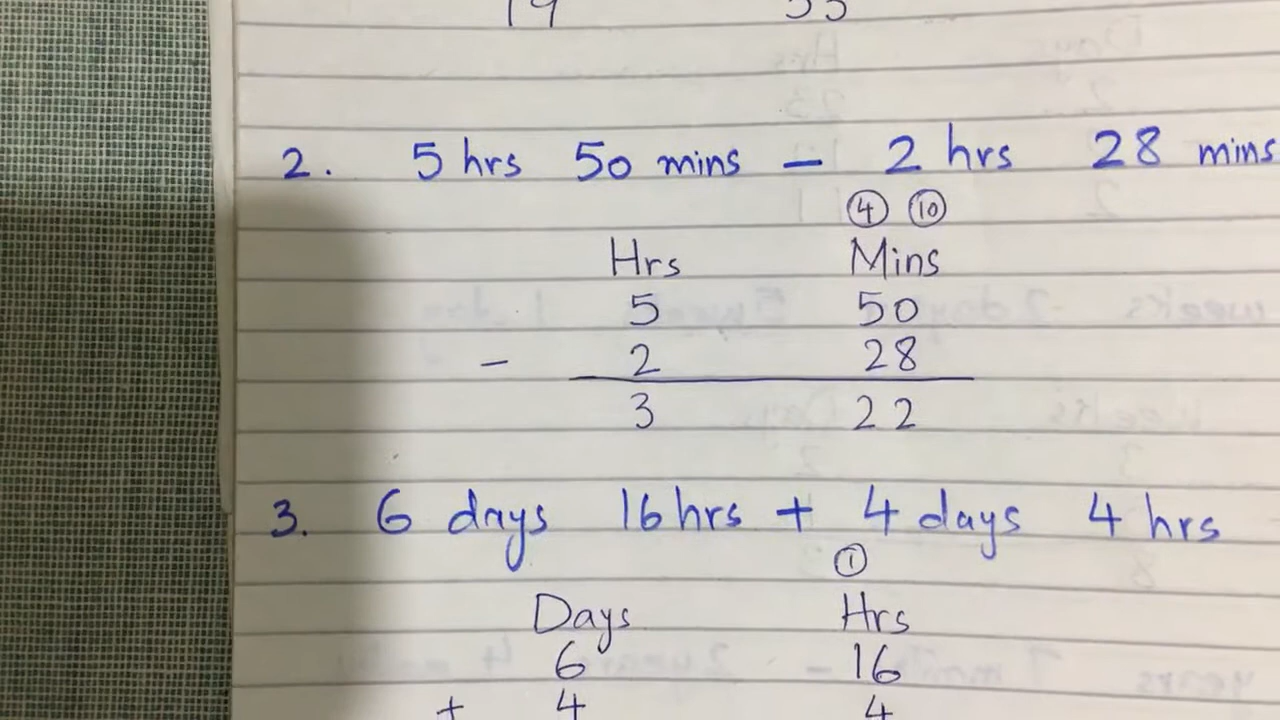 2. 5 hrs 50 mins - 2 hrs 28 mins
④ ⑩
Hrs Mins
5 50
- 2 28
3 22
3. 6 days 16 hrs + 4 days 4 hrs
①
Days Hrs
6 16
+ 4 4